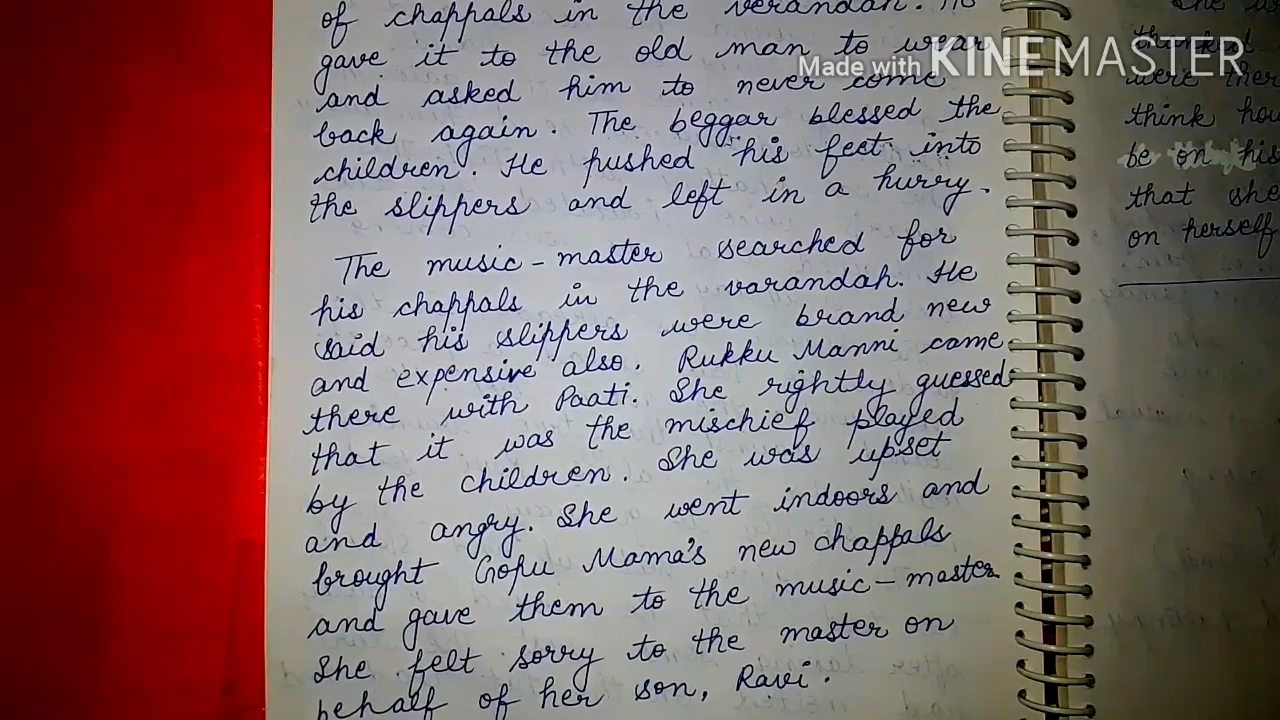 of chappals in the verandah. He
gave it to the old man to wear
and asked him to never come
back again. The beggar blessed the
children. He pushed his feet into
the slippers and left in a hurry.
The music-master searched for
his chappals in the varandah. He
said his slippers were brand new
and expensive also. Rukku Manni came
there with Paati. She rightly guessed
that it was the mischief played
by the children. She was upset
and angry. She went indoors and
brought Gopu Mama's new chappals
and gave them to the music-master
She felt sorry to the master on
behalf of her son, Ravi.
Made with KINEMASTER
She
were
think
be on his
that she
on herself